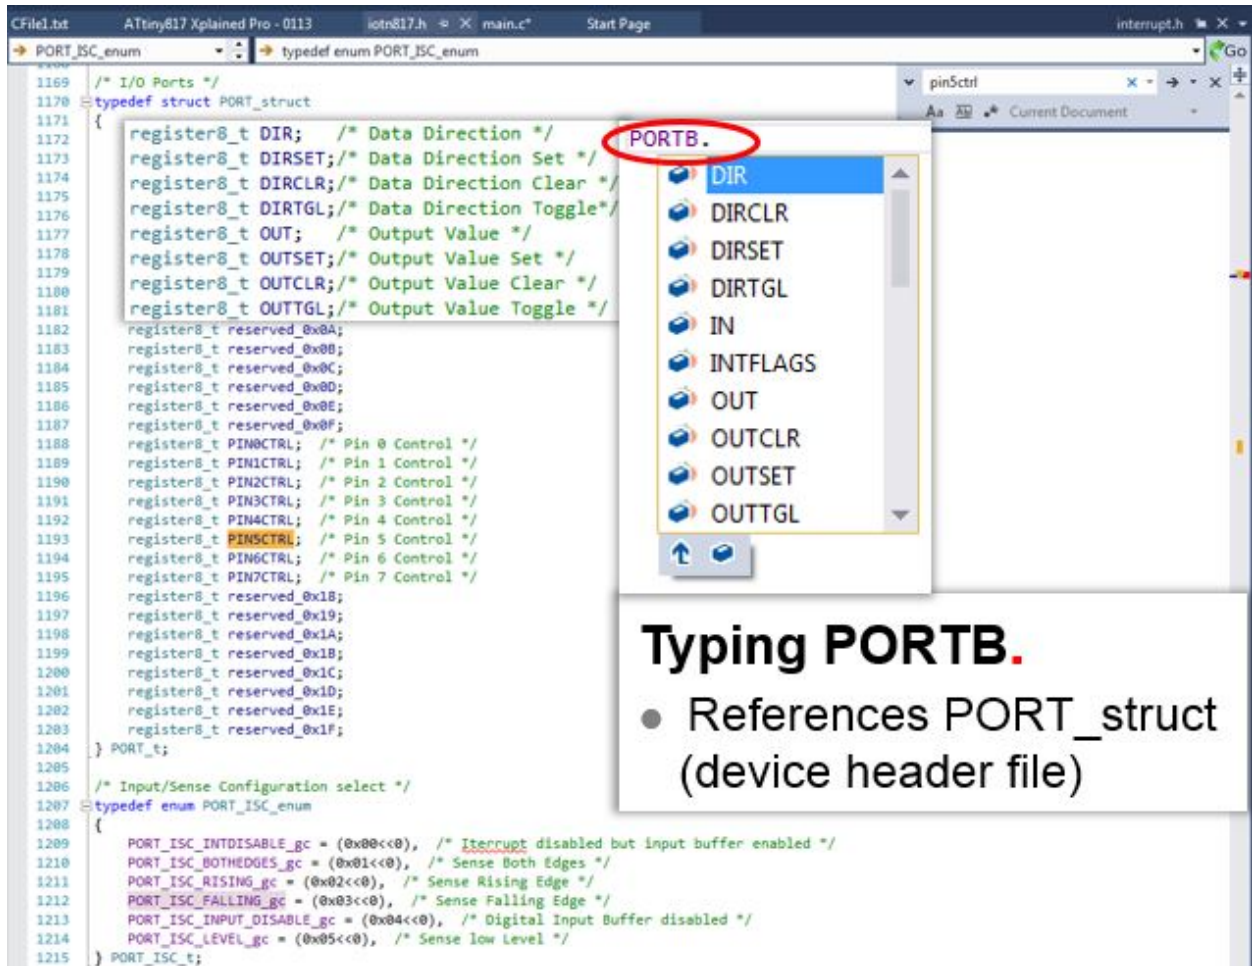 CFile1.txt ATtiny817 Xplained Pro - 0113 iotn817.h main.c* Start Page interrupt.h
PORT_ISC_enum typedef enum PORT_ISC_enum Go
pin5ctrl
Aa Current Document
1169 /* I/O Ports */
1170 typedef struct PORT_struct
1171 {
1172
1173
1174
1175
1176
1177
1178
1179
1180
1181
register8_t DIR; /* Data Direction */
register8_t DIRSET;/* Data Direction Set */
register8_t DIRCLR;/* Data Direction Clear */
register8_t DIRTGL;/* Data Direction Toggle*/
register8_t OUT; /* Output Value */
register8_t OUTSET;/* Output Value Set */
register8_t OUTCLR;/* Output Value Clear */
register8_t OUTTGL;/* Output Value Toggle */
1182 register8_t reserved_0x0A;
1183 register8_t reserved_0x0B;
1184 register8_t reserved_0x0C;
1185 register8_t reserved_0x0D;
1186 register8_t reserved_0x0E;
1187 register8_t reserved_0x0F;
1188 register8_t PIN0CTRL; /* Pin 0 Control */
1189 register8_t PIN1CTRL; /* Pin 1 Control */
1190 register8_t PIN2CTRL; /* Pin 2 Control */
1191 register8_t PIN3CTRL; /* Pin 3 Control */
1192 register8_t PIN4CTRL; /* Pin 4 Control */
1193 register8_t PIN5CTRL; /* Pin 5 Control */
1194 register8_t PIN6CTRL; /* Pin 6 Control */
1195 register8_t PIN7CTRL; /* Pin 7 Control */
1196 register8_t reserved_0x18;
1197 register8_t reserved_0x19;
1198 register8_t reserved_0x1A;
1199 register8_t reserved_0x1B;
1200 register8_t reserved_0x1C;
1201 register8_t reserved_0x1D;
1202 register8_t reserved_0x1E;
1203 register8_t reserved_0x1F;
1204 } PORT_t;
1205
1206 /* Input/Sense Configuration select */
1207 typedef enum PORT_ISC_enum
1208 {
1209 PORT_ISC_INTDISABLE_gc = (0x00<<0), /* Iterrupt disabled but input buffer enabled */
1210 PORT_ISC_BOTHEDGES_gc = (0x01<<0), /* Sense Both Edges */
1211 PORT_ISC_RISING_gc = (0x02<<0), /* Sense Rising Edge */
1212 PORT_ISC_FALLING_gc = (0x03<<0), /* Sense Falling Edge */
1213 PORT_ISC_INPUT_DISABLE_gc = (0x04<<0), /* Digital Input Buffer disabled */
1214 PORT_ISC_LEVEL_gc = (0x05<<0), /* Sense low Level */
1215 } PORT_ISC_t;
PORTB.
DIR
DIRCLR
DIRSET
DIRTGL
IN
INTFLAGS
OUT
OUTCLR
OUTSET
OUTTGL
Typing PORTB.
● References PORT_struct
(device header file)